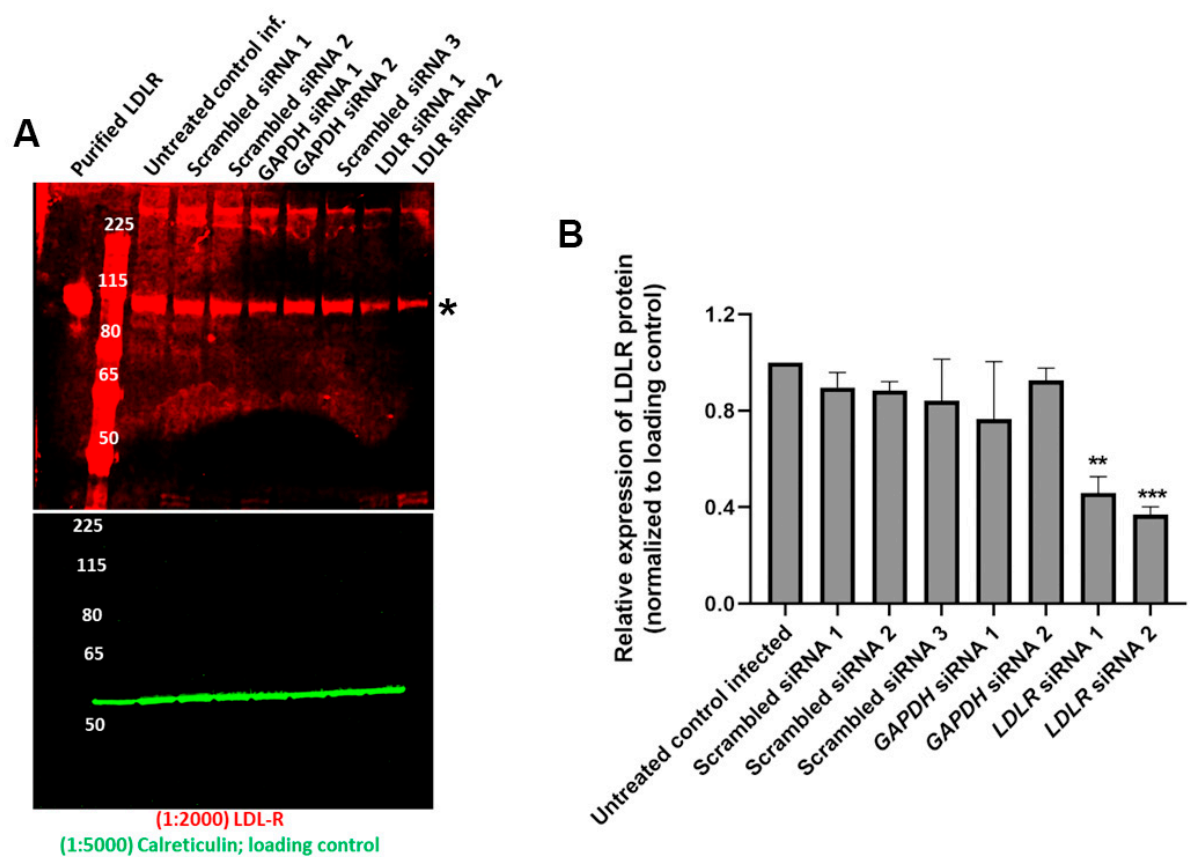 A
Purified LDLR
Untreated control inf.
Scrambled siRNA 1
Scrambled siRNA 2
GAPDH siRNA 1
GAPDH siRNA 2
Scrambled siRNA 3
LDLR siRNA 1
LDLR siRNA 2
225
115
80
65
50
*
225
115
80
65
50
(1:2000) LDL-R
(1:5000) Calreticulin; loading control
B
Relative expression of LDLR protein
(normalized to loading control)
1.2
0.8
0.4
0.0
**
***
Untreated control infected
Scrambled siRNA 1
Scrambled siRNA 2
Scrambled siRNA 3
GAPDH siRNA 1
GAPDH siRNA 2
LDLR siRNA 1
LDLR siRNA 2